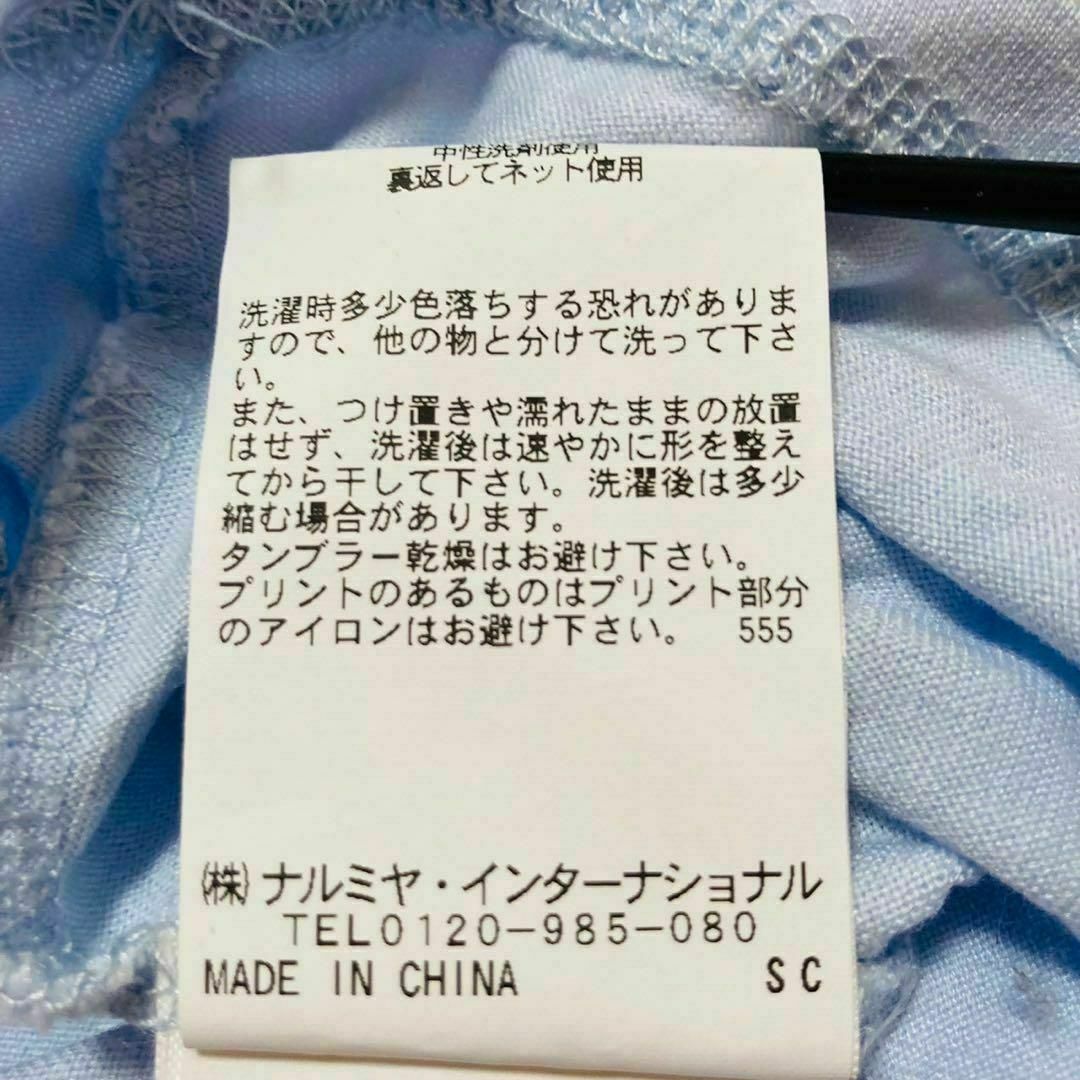 中性洗剤使用
裏返してネット使用
洗濯時多少色落ちする恐れがありま
すので、他の物と分けて洗って下さ
い。
また、つけ置きや濡れたままの放置
はせず、洗濯後は速やかに形を整え
てから干して下さい。洗濯後は多少
縮む場合があります。
タンブラー乾燥はお避け下さい。
プリントのあるものはプリント部分
のアイロンはお避け下さい。 555
㈱ナルミヤ・インターナショナル
TEL0120-985-080
MADE IN CHINA SC